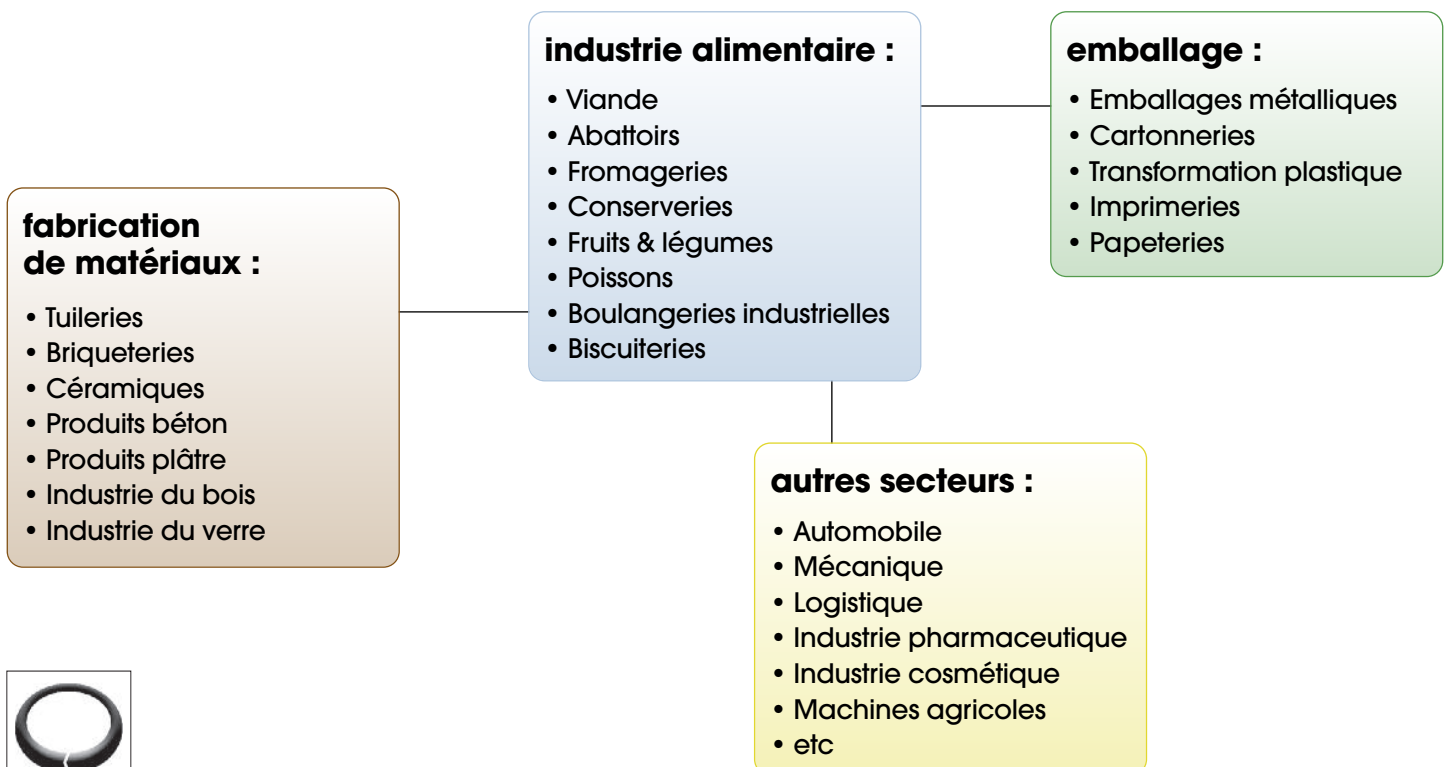 industrie alimentaire :
• Viande
• Abattoirs
• Fromageries
• Conserveries
• Fruits & légumes
• Poissons
• Boulangeries industrielles
• Biscuiteries
emballage :
• Emballages métalliques
• Cartonneries
• Transformation plastique
• Imprimeries
• Papeteries
fabrication
de matériaux :
• Tuileries
• Briqueteries
• Céramiques
• Produits béton
• Produits plâtre
• Industrie du bois
• Industrie du verre
autres secteurs :
• Automobile
• Mécanique
• Logistique
• Industrie pharmaceutique
• Industrie cosmétique
• Machines agricoles
• etc